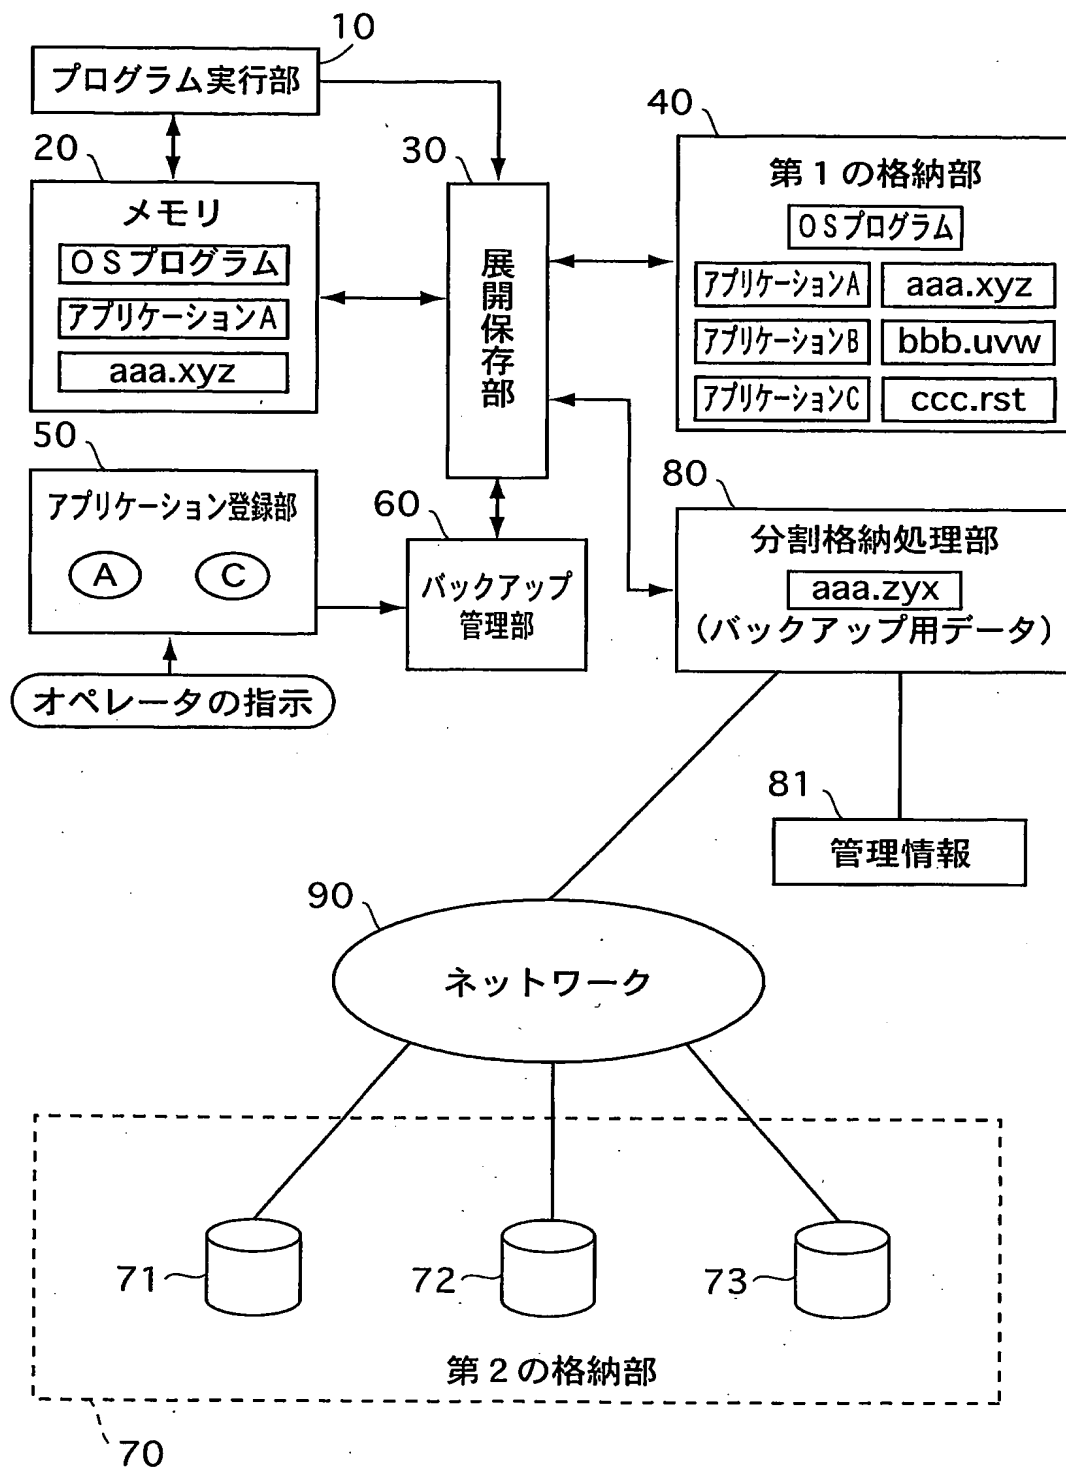 10
プログラム実行部
20
メモリ
OSプログラム
アプリケーションA
aaa.xyz
30
展開保存部
40
第1の格納部
OSプログラム
アプリケーションA
aaa.xyz
アプリケーションB
bbb.uvw
アプリケーションC
ccc.rst
50
アプリケーション登録部
A
C
オペレータの指示
60
バックアップ
管理部
80
分割格納処理部
aaa.zyx
(バックアップ用データ)
81
管理情報
90
ネットワーク
71
72
73
第2の格納部
70